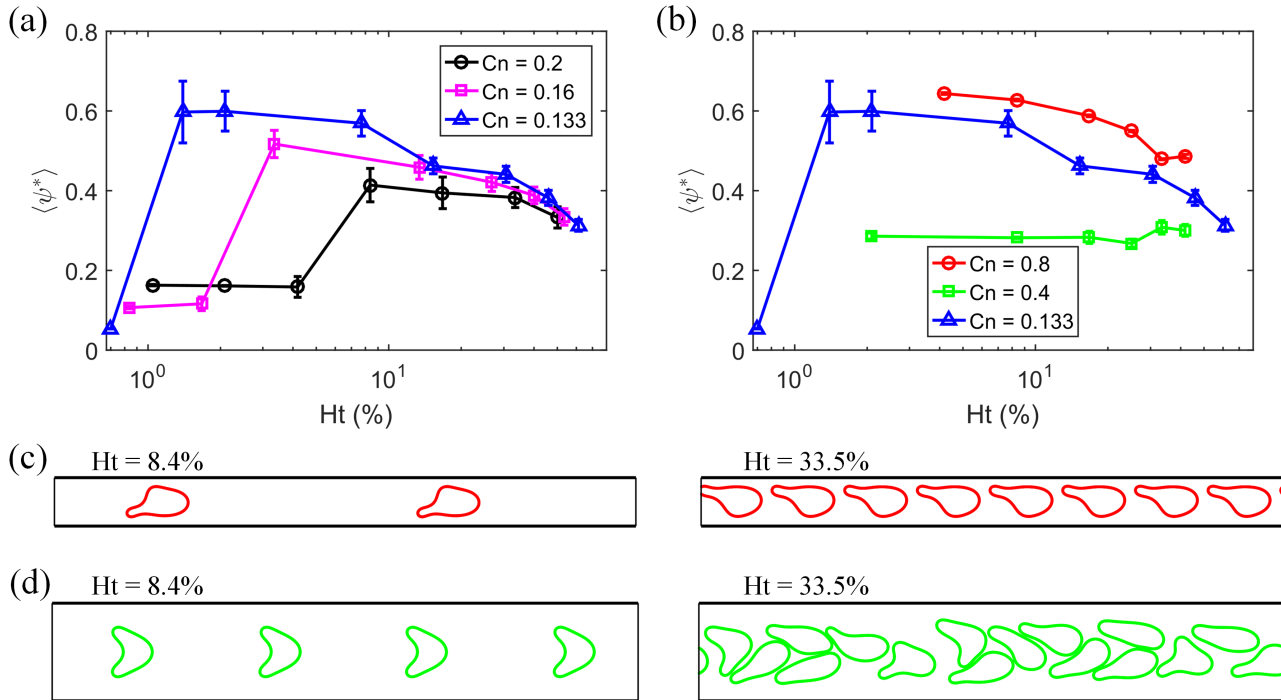 (a)
0.8
0.6
0.4
0.2
0
⟨ψ*⟩
Cn = 0.2
Cn = 0.16
Cn = 0.133
10⁰
10¹
Ht (%)
(b)
0.8
0.6
0.4
0.2
0
⟨ψ*⟩
Cn = 0.8
Cn = 0.4
Cn = 0.133
10⁰
10¹
Ht (%)
(c)
Ht = 8.4%
Ht = 33.5%
(d)
Ht = 8.4%
Ht = 33.5%